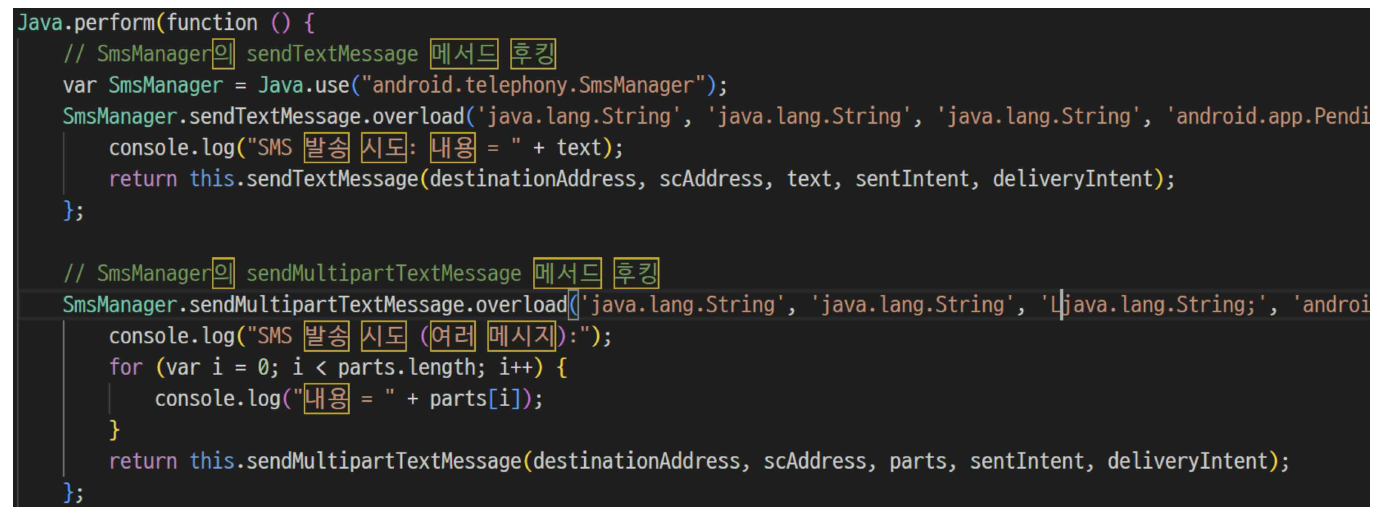 Java.perform(function () {
// SmsManager의 sendTextMessage 메서드 후킹
var SmsManager = Java.use("android.telephony.SmsManager");
SmsManager.sendTextMessage.overload('java.lang.String', 'java.lang.String', 'java.lang.String', 'android.app.Pendi
console.log("SMS 발송 시도: 내용 = " + text);
return this.sendTextMessage(destinationAddress, scAddress, text, sentIntent, deliveryIntent);
};
// SmsManager의 sendMultipartTextMessage 메서드 후킹
SmsManager.sendMultipartTextMessage.overload('java.lang.String', 'java.lang.String', 'Ljava.lang.String;', 'androi
console.log("SMS 발송 시도 (여러 메시지):");
for (var i = 0; i < parts.length; i++) {
console.log("내용 = " + parts[i]);
}
return this.sendMultipartTextMessage(destinationAddress, scAddress, parts, sentIntent, deliveryIntent);
};